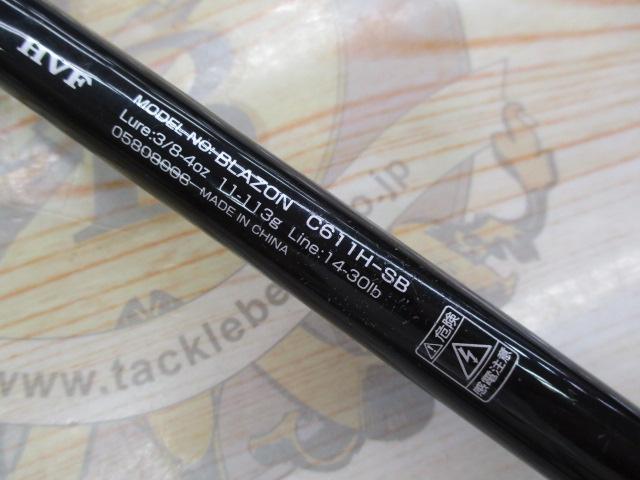 HVF
MODEL NO: BLAZON C611H-SB
Lure:3/8-4oz 11-113g Line:14-30lb
MADE IN CHINA
危険
感電注意
www.tacklebe
o.jp